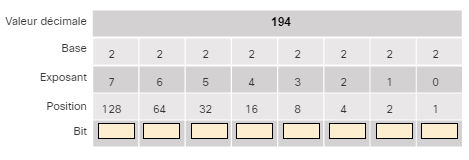 Valeur décimale 194
Base 2 2 2 2 2 2 2 2
Exposant 7 6 5 4 3 2 1 0
Position 128 64 32 16 8 4 2 1
Bit